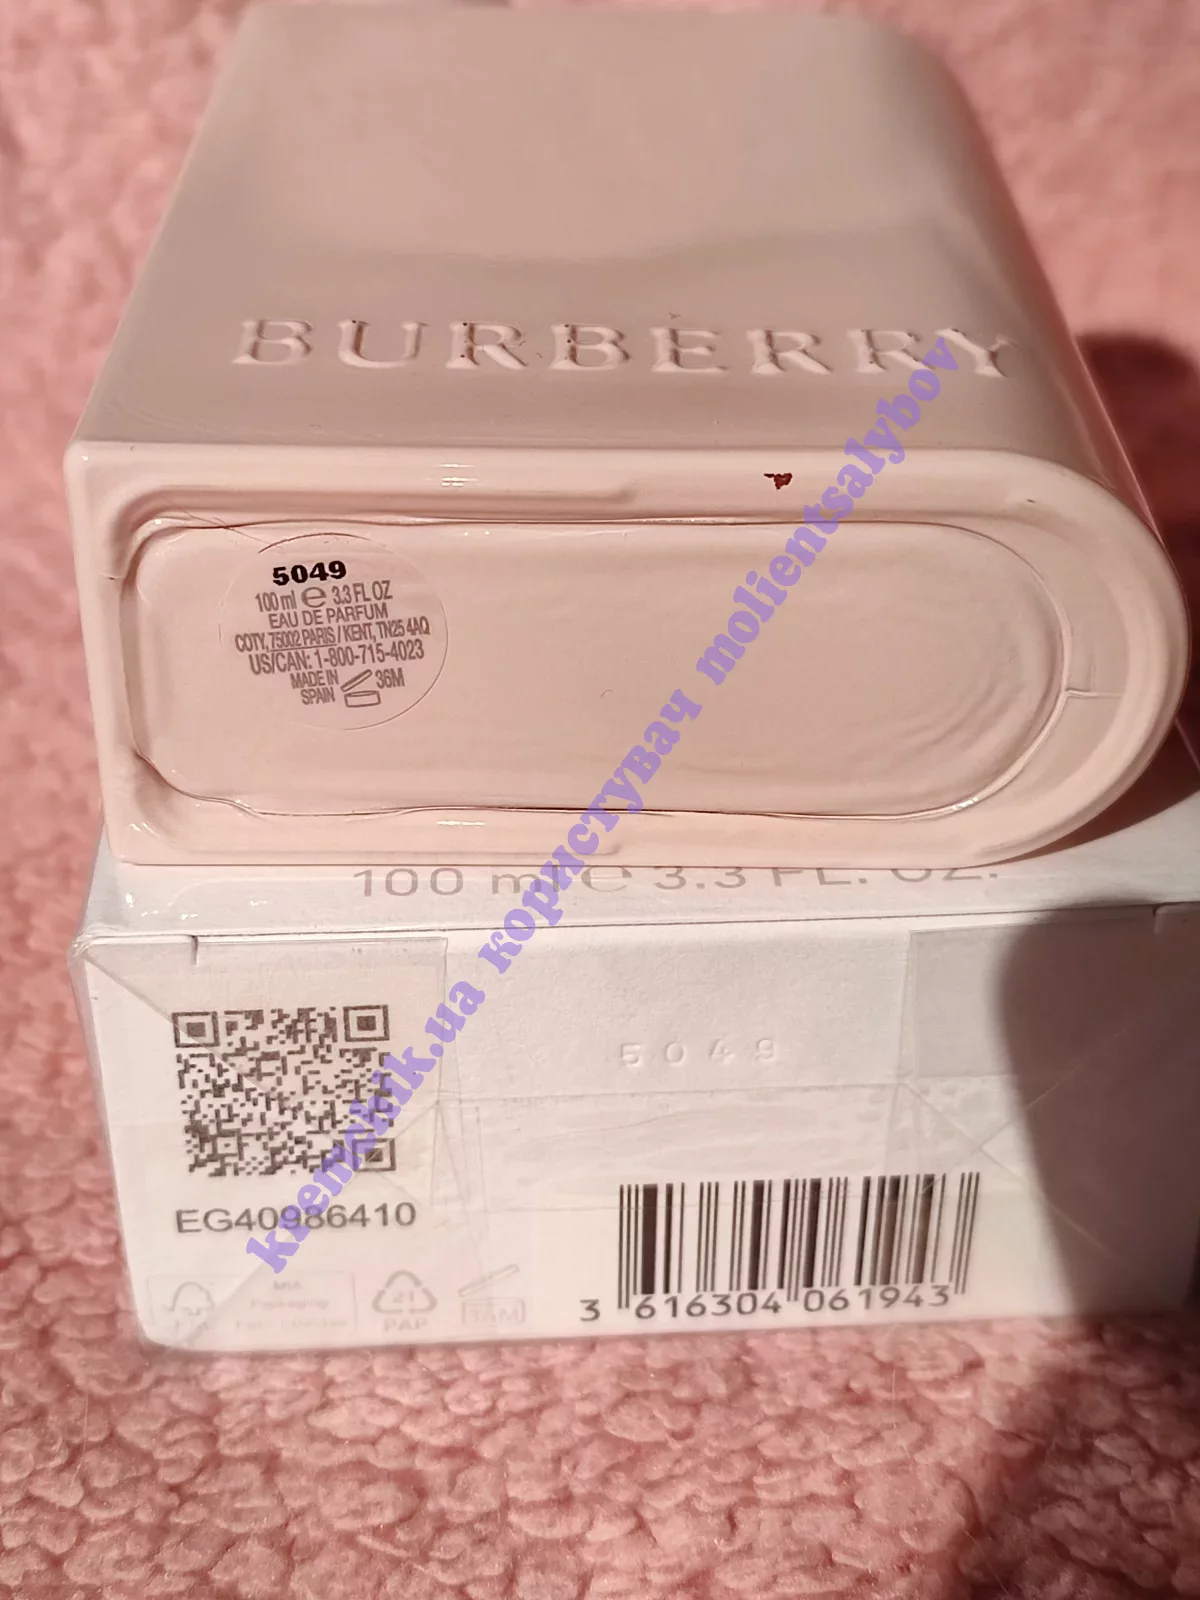 BURBERRY
5049
100 ml e 3.3 FL OZ
EAU DE PARFUM
COTY, 75002 PARIS / KENT, TN25 4AQ
US/CAN: 1-800-715-4023
MADE IN
SPAIN
36M
100 ml e 3.3 FL. OZ.
5049
EG40986410
21
PAP
36M
3 616304 061943
kremchik.ua користувач molientsalybov